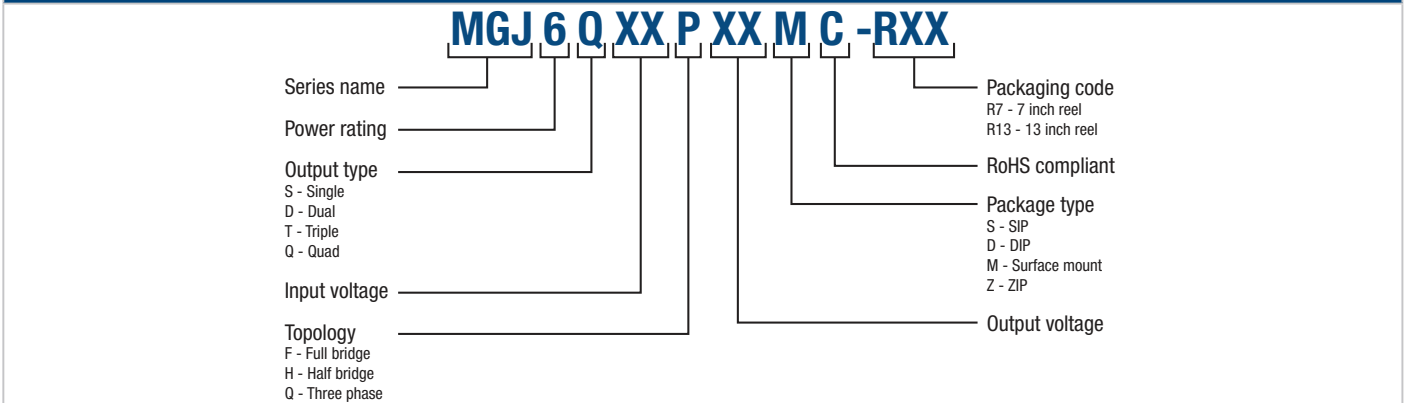 MGJ 6 Q XX P XX M C -RXX
Series name
Power rating
Output type
S - Single
D - Dual
T - Triple
Q - Quad
Input voltage
Topology
F - Full bridge
H - Half bridge
Q - Three phase
Packaging code
R7 - 7 inch reel
R13 - 13 inch reel
RoHS compliant
Package type
S - SIP
D - DIP
M - Surface mount
Z - ZIP
Output voltage